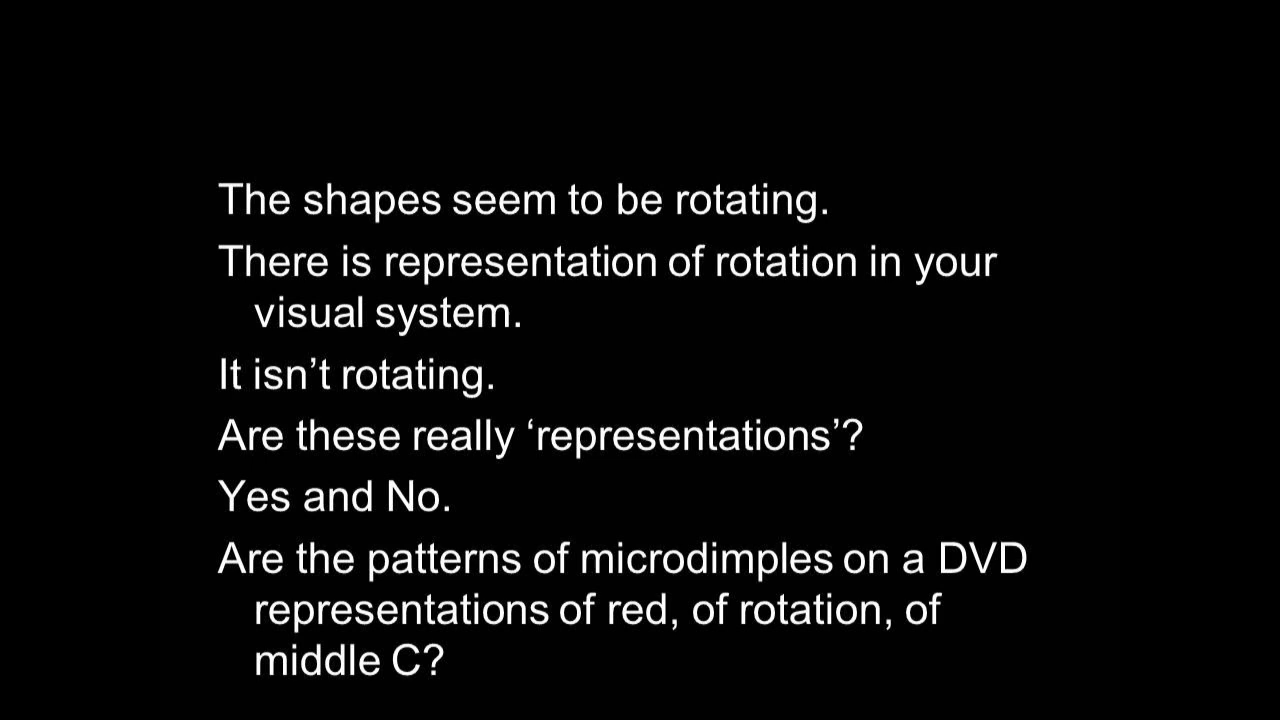 The shapes seem to be rotating.
There is representation of rotation in your
visual system.
It isn’t rotating.
Are these really ‘representations’?
Yes and No.
Are the patterns of microdimples on a DVD
representations of red, of rotation, of
middle C?